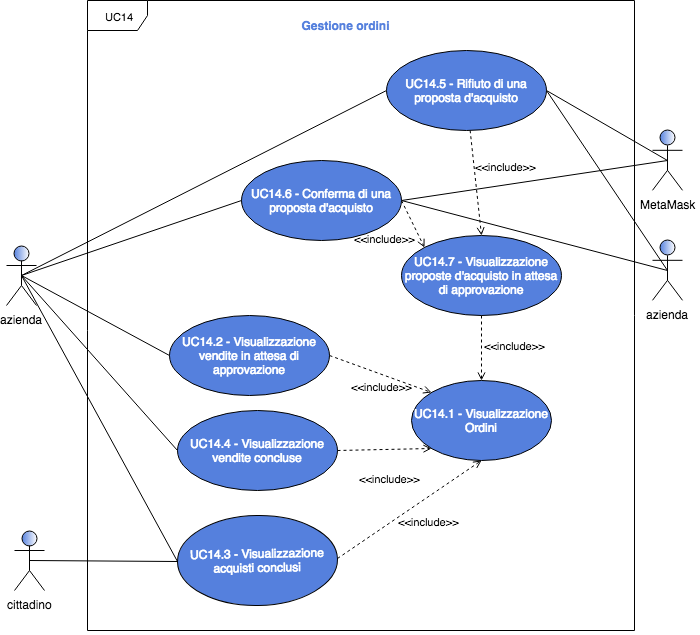 UC14
Gestione ordini
UC14.5 - Rifiuto di una
proposta d'acquisto
<<include>>
MetaMask
UC14.6 - Conferma di una
proposta d'acquisto
<<include>>
UC14.7 - Visualizzazione
proposte d'acquisto in attesa
di approvazione
azienda
azienda
UC14.2 - Visualizzazione
vendite in attesa di
approvazione
<<include>>
<<include>>
UC14.1 - Visualizzazione
Ordini
UC14.4 - Visualizzazione
vendite concluse
<<include>>
<<include>>
UC14.3 - Visualizzazione
acquisti conclusi
cittadino